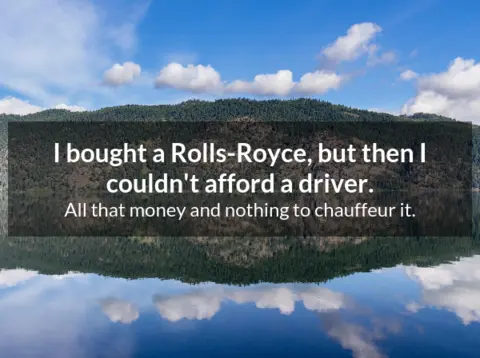 I bought a Rolls-Royce, but then I
couldn't afford a driver.
All that money and nothing to chauffeur it.